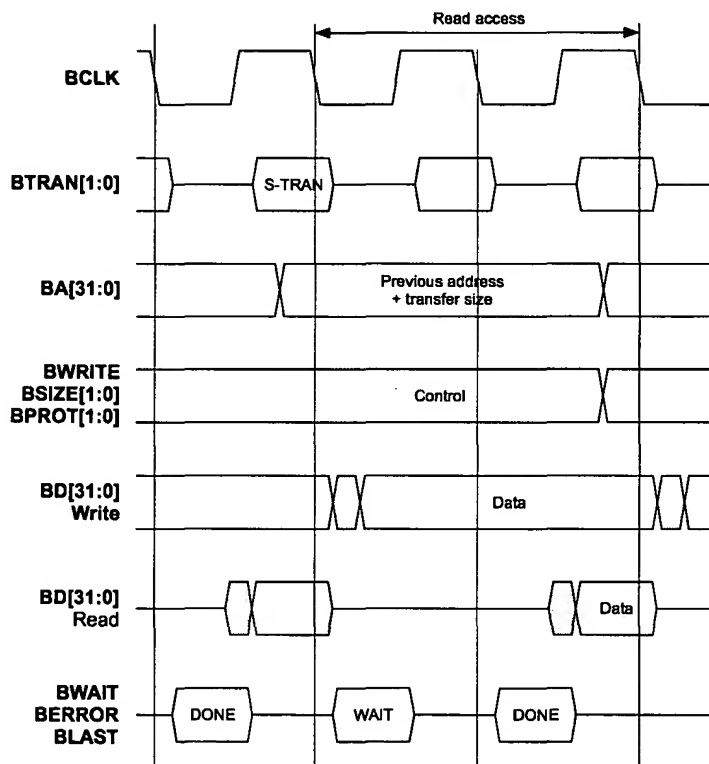 Read access
BCLK
BTRAN[1:0]
S-TRAN
BA[31:0]
Previous address
+ transfer size
BWRITE
BSIZE[1:0]
BPROT[1:0]
Control
BD[31:0]
Write
Data
BD[31:0]
Read
Data
BWAIT
BERROR
BLAST
DONE
WAIT
DONE